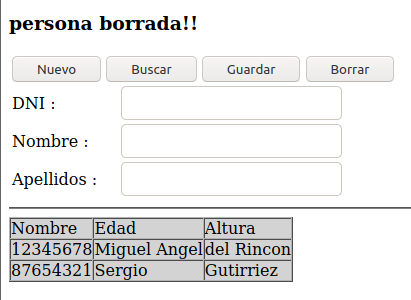 persona borrada!!
Nuevo Buscar Guardar Borrar
DNI :
Nombre :
Apellidos :
Nombre Edad Altura
12345678 Miguel Angel del Rincon
87654321 Sergio Gutirriez